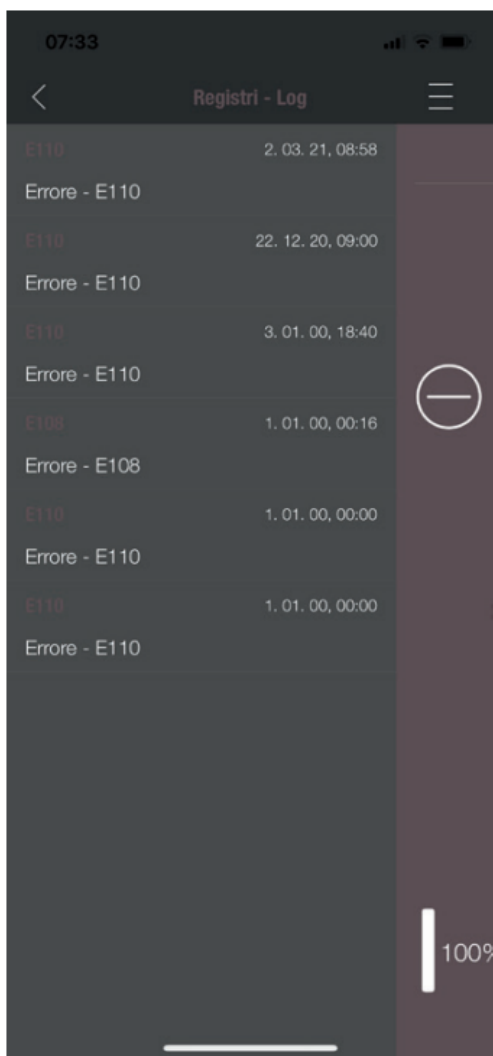 07:33
Registri - Log
E110 2. 03. 21, 08:58
Errore - E110
E110 22. 12. 20, 09:00
Errore - E110
E110 3. 01. 00, 18:40
Errore - E110
E108 1. 01. 00, 00:16
Errore - E108
E110 1. 01. 00, 00:00
Errore - E110
E110 1. 01. 00, 00:00
Errore - E110
100%